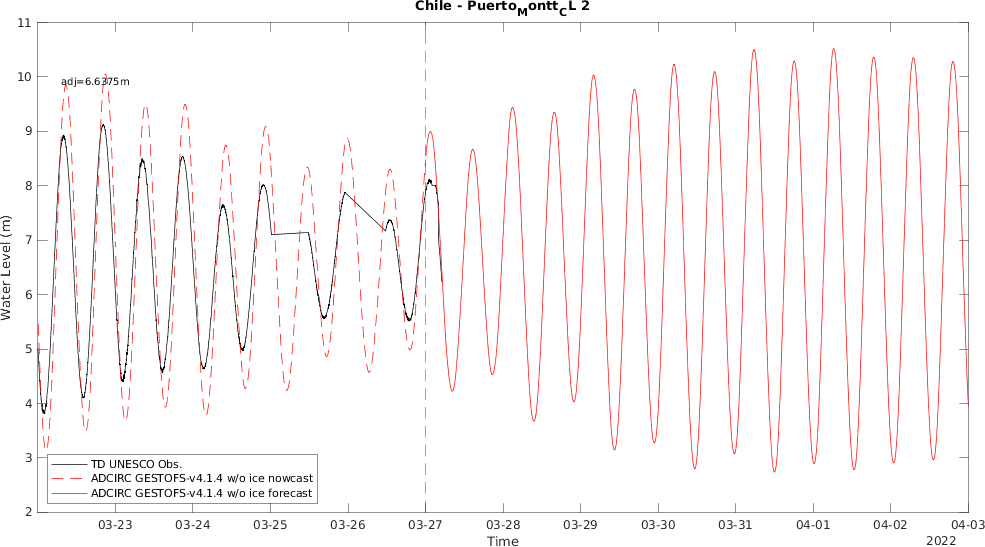 Chile - PuertoMonttCL 2
adj=6.6375m
11
10
9
8
7
6
5
4
3
2
Water Level (m)
TD UNESCO Obs.
ADCIRC GESTOFS-v4.1.4 w/o ice nowcast
ADCIRC GESTOFS-v4.1.4 w/o ice forecast
03-23 03-24 03-25 03-26 03-27 03-28 03-29 03-30 03-31 04-01 04-02 04-03
Time
2022